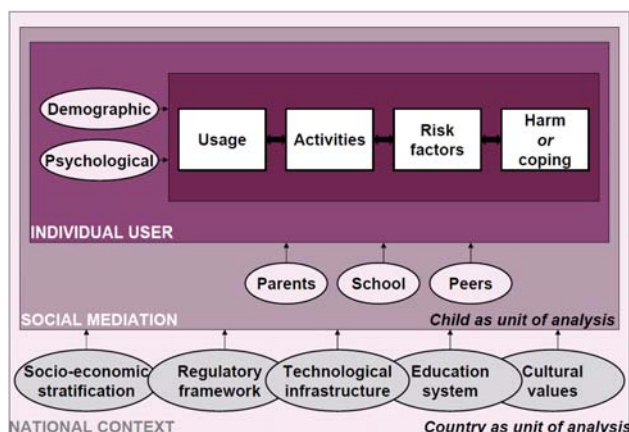 Demographic
Psychological
Usage
Activities
Risk
factors
Harm
or
coping
INDIVIDUAL USER
Parents
School
Peers
SOCIAL MEDIATION
Child as unit of analysis
Socio-economic
stratification
Regulatory
framework
Technological
infrastructure
Education
system
Cultural
values
NATIONAL CONTEXT
Country as unit of analysis